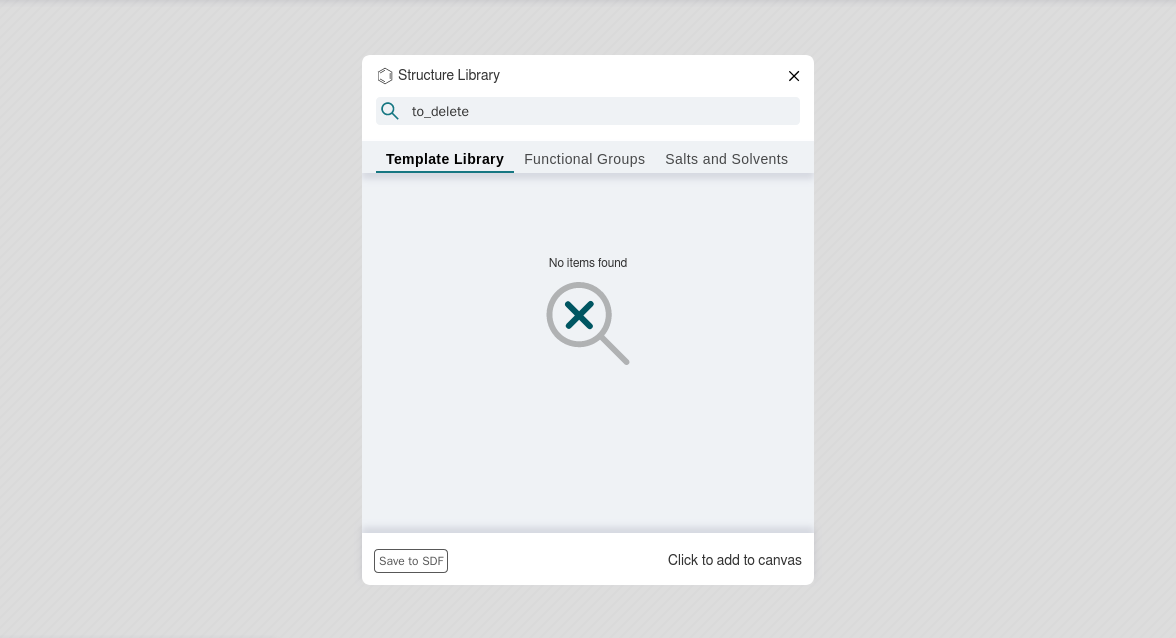 Structure Library
to_delete
Template Library Functional Groups Salts and Solvents
No items found
Save to SDF Click to add to canvas